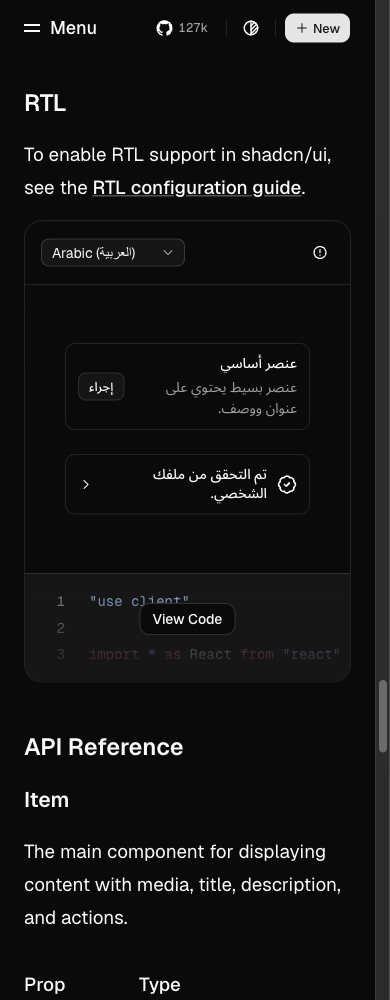 Menu
127k
+ New
RTL
To enable RTL support in shadcn/ui,
see the RTL configuration guide.
Arabic (العربية)
عنصر أساسي
عنصر بسيط يحتوي على
عنوان ووصف.
إجراء
تم التحقق من ملفك
الشخصي.
1 "use client"
2
View Code
3 import * as React from "react"
API Reference
Item
The main component for displaying
content with media, title, description,
and actions.
Prop Type